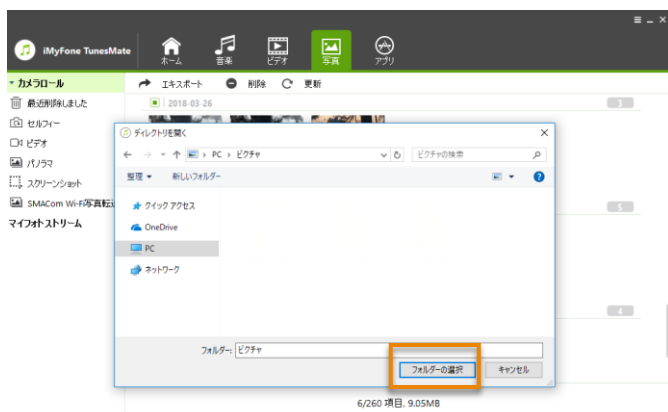 iMyFone TunesMate
ホーム
音楽
ビデオ
写真
アプリ
カメラロール
エキスポート
削除
更新
最近削除しました
2018-03-26
3
セルフィー
ビデオ
パノラマ
スクリーンショット
SMACom Wi-Fi写真転
マイフォトストリーム
ディレクトリを開く
PC
ピクチャ
ピクチャの検索
整理
新しいフォルダー
クイック アクセス
OneDrive
PC
ネットワーク
5
4
フォルダー: ピクチャ
フォルダーの選択
キャンセル
6/260 項目, 9.05MB